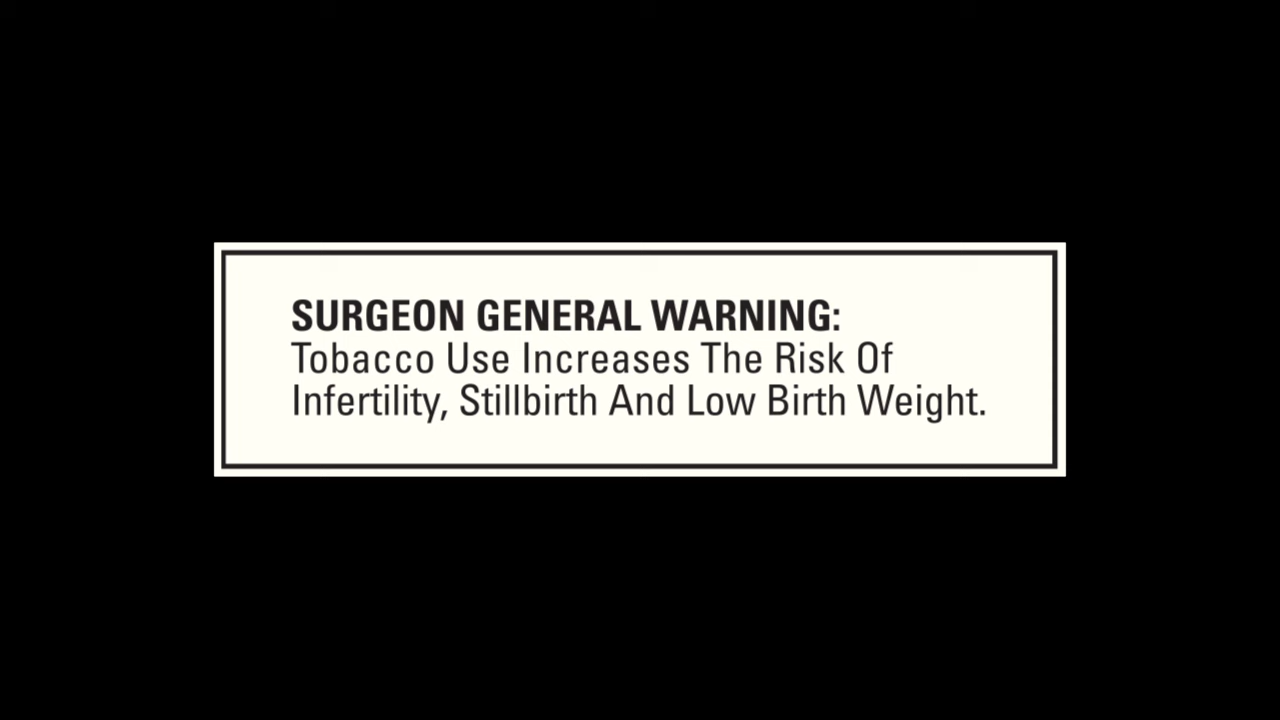 SURGEON GENERAL WARNING:
Tobacco Use Increases The Risk Of
Infertility, Stillbirth And Low Birth Weight.